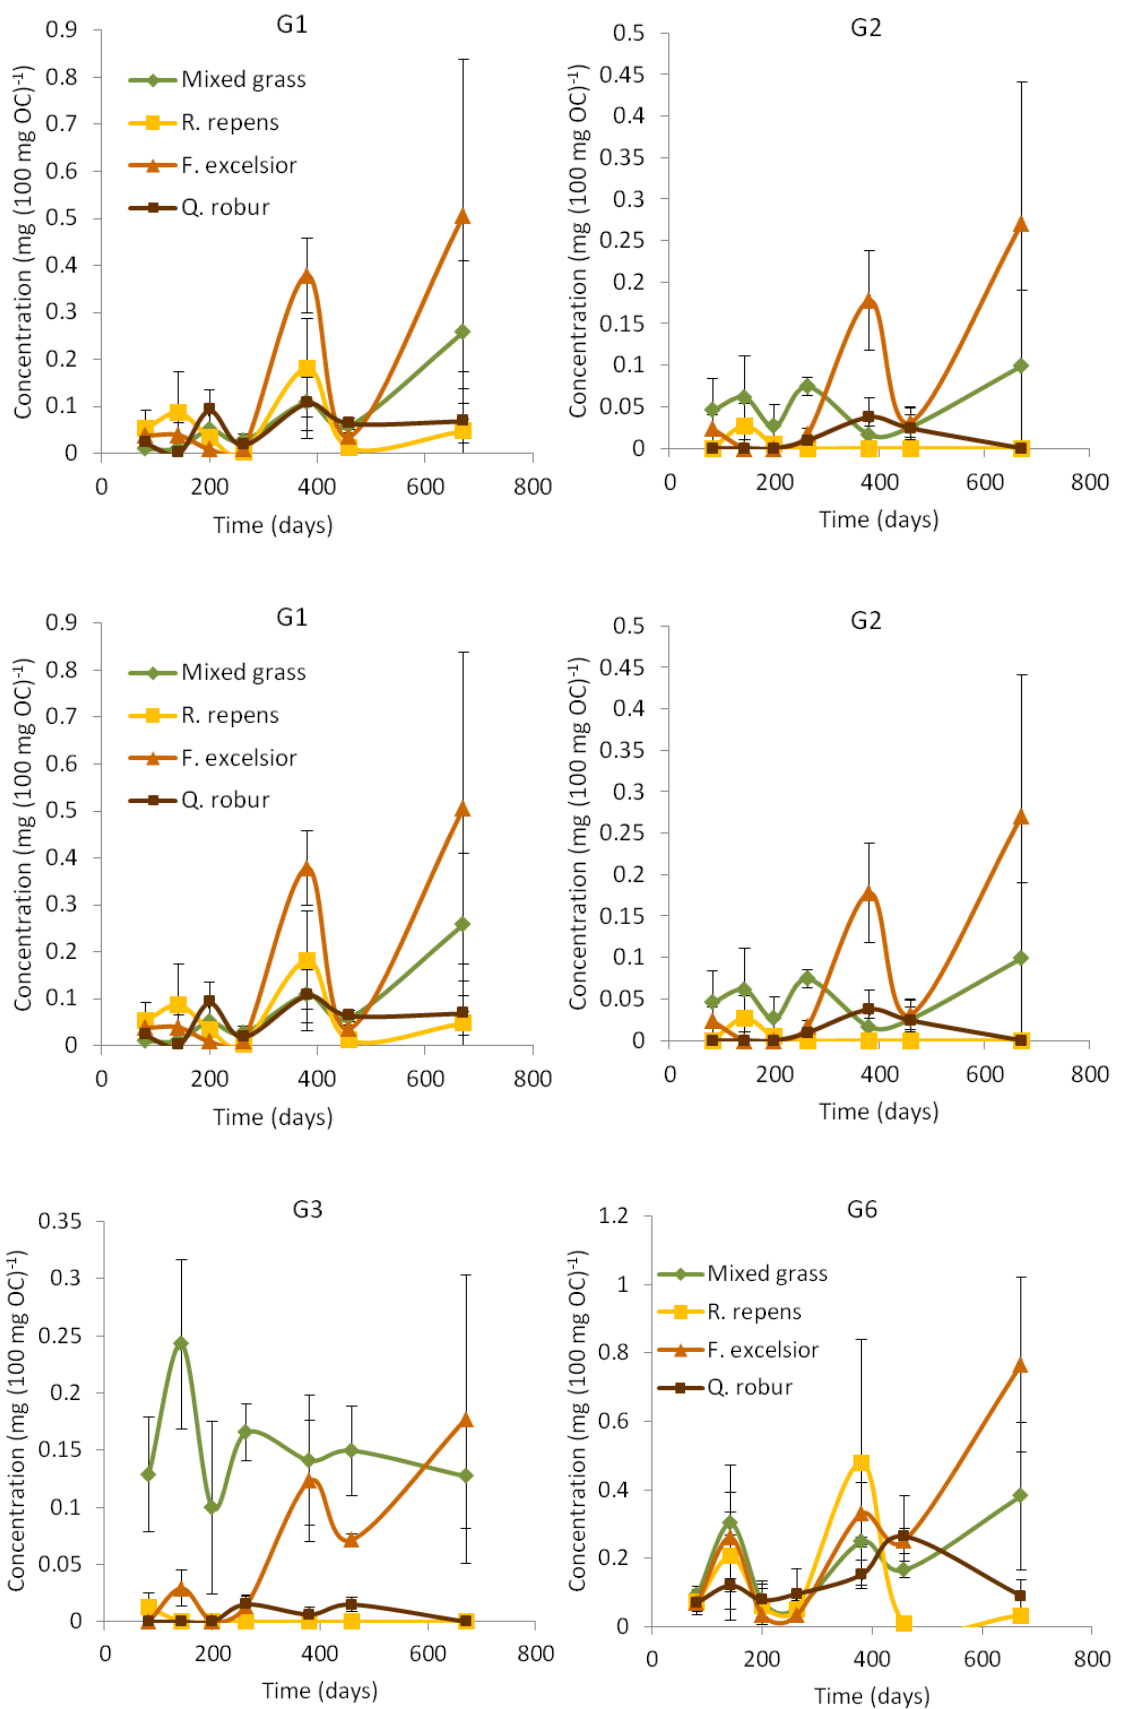 G1
Concentration (mg (100 mg OC)-1)
0.9
0.8
0.7
0.6
0.5
0.4
0.3
0.2
0.1
0
Mixed grass
R. repens
F. excelsior
Q. robur
0 200 400 600 800
Time (days)
G2
Concentration (mg (100 mg OC)-1)
0.5
0.45
0.4
0.35
0.3
0.25
0.2
0.15
0.1
0.05
0
0 200 400 600 800
Time (days)
G1
Concentration (mg (100 mg OC)-1)
0.9
0.8
0.7
0.6
0.5
0.4
0.3
0.2
0.1
0
Mixed grass
R. repens
F. excelsior
Q. robur
0 200 400 600 800
Time (days)
G2
Concentration (mg (100 mg OC)-1)
0.5
0.45
0.4
0.35
0.3
0.25
0.2
0.15
0.1
0.05
0
0 200 400 600 800
Time (days)
G3
Concentration (mg (100 mg OC)-1)
0.35
0.3
0.25
0.2
0.15
0.1
0.05
0
0 200 400 600 800
Time (days)
G6
Concentration (mg (100 mg OC)-1)
1.2
1
0.8
0.6
0.4
0.2
0
Mixed grass
R. repens
F. excelsior
Q. robur
0 200 400 600 800
Time (days)